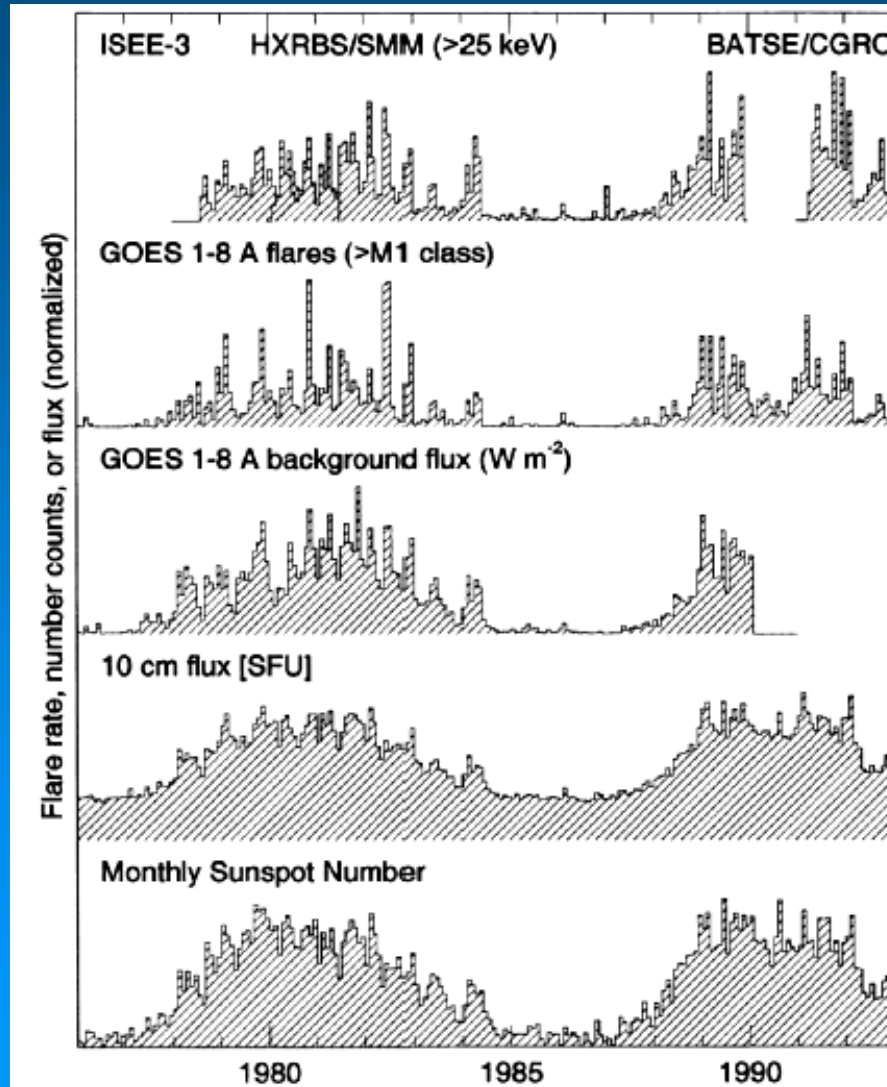 ISEE-3 HXRBS/SMM (>25 keV) BATSE/CGRO
GOES 1-8 A flares (>M1 class)
GOES 1-8 A background flux (W m⁻²)
10 cm flux [SFU]
Monthly Sunspot Number
Flare rate, number counts, or flux (normalized)
1980 1985 1990